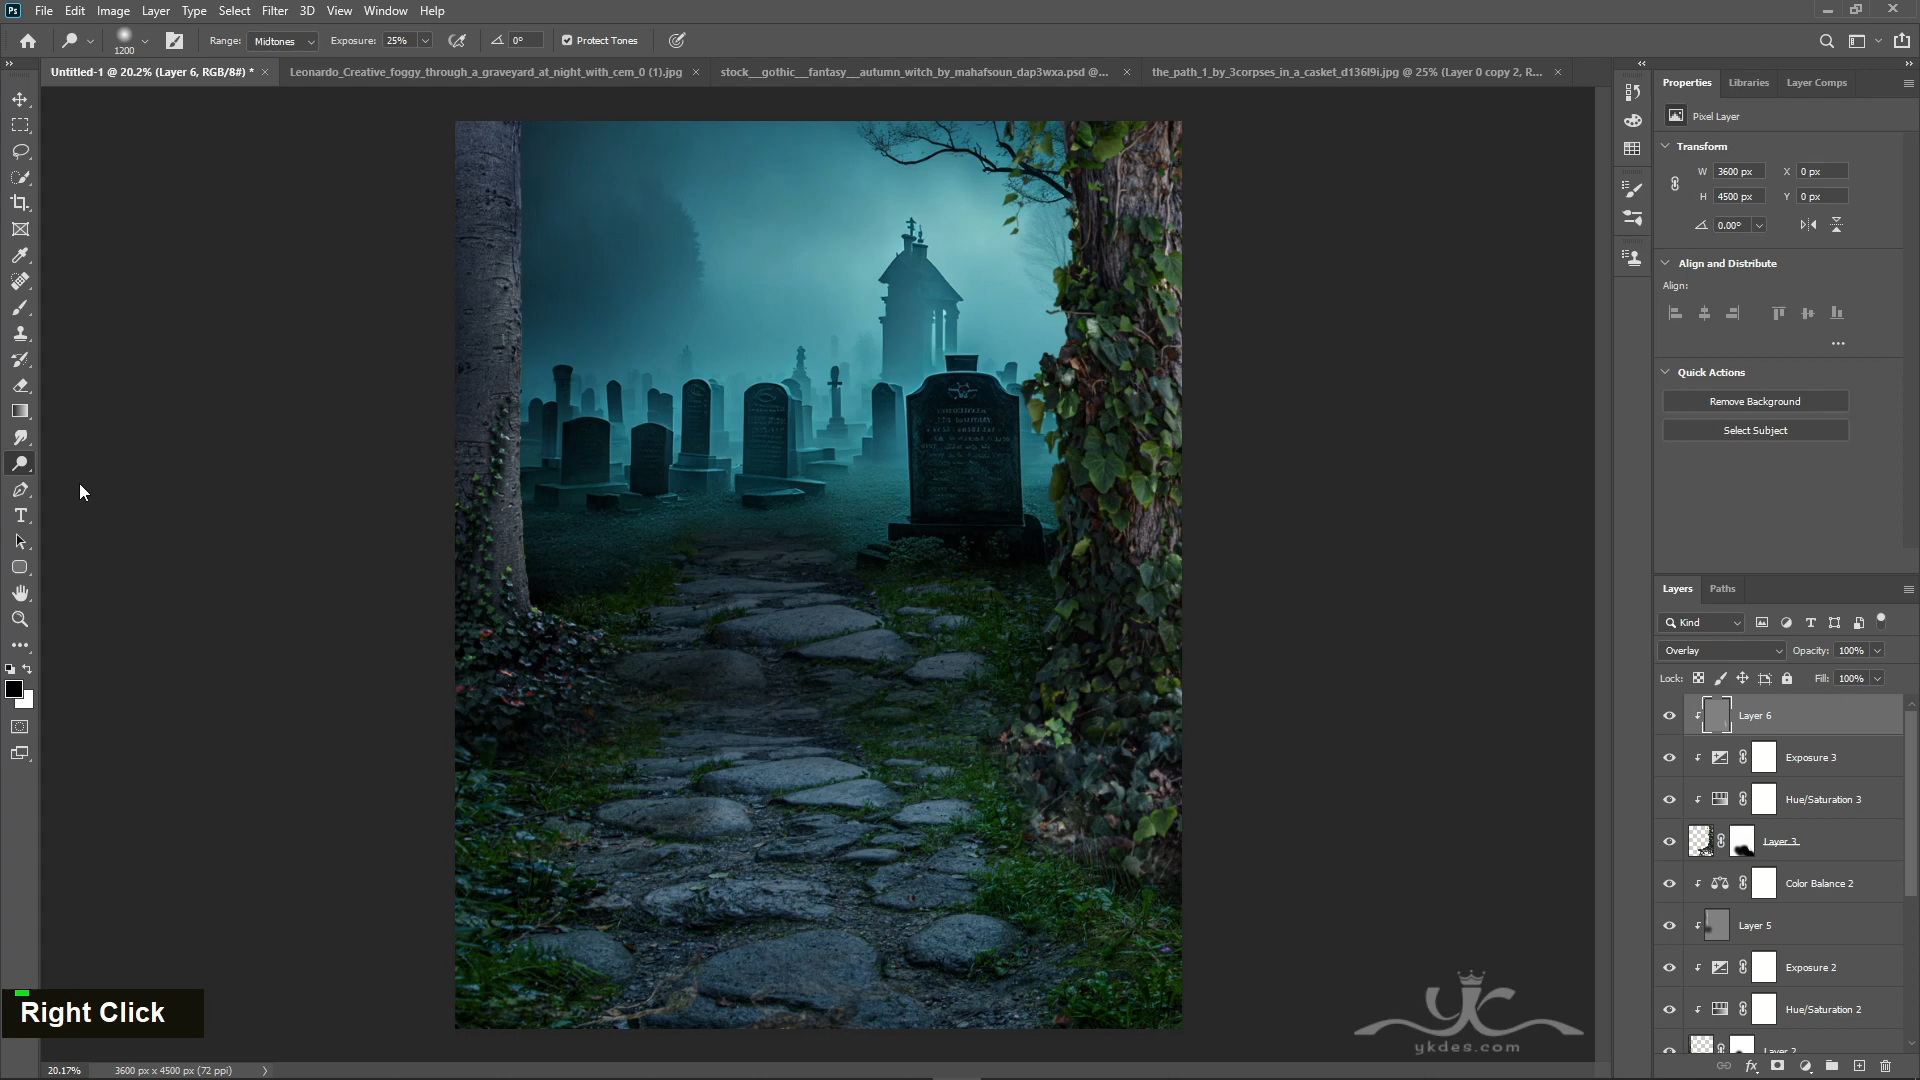 Ps File Edit Image Layer Type Select Filter 3D View Window Help
1200 Range: Midtones Exposure: 25% 0° Protect Tones
Untitled-1 @ 20.2% (Layer 6, RGB/8#) * Leonardo_Creative_foggy_through_a_graveyard_at_night_with_cem_0 (1).jpg stock__gothic__fantasy__autumn_witch_by_mahafsoun_dap3wxa.psd @... the_path_1_by_3corpses_in_a_casket_d136l9i.jpg @ 25% (Layer 0 copy 2, R...
Properties Libraries Layer Comps
Pixel Layer
Transform
W 3600 px X 0 px
H 4500 px Y 0 px
0.00°
Align and Distribute
Align:
Quick Actions
Remove Background
Select Subject
Layers Paths
Kind
Overlay Opacity: 100%
Lock: Fill: 100%
Layer 6
Exposure 3
Hue/Saturation 3
Layer 3
Color Balance 2
Layer 5
Exposure 2
Hue/Saturation 2
Layer 2
Right Click
ykdes.com
20.17% 3600 px x 4500 px (72 ppi)